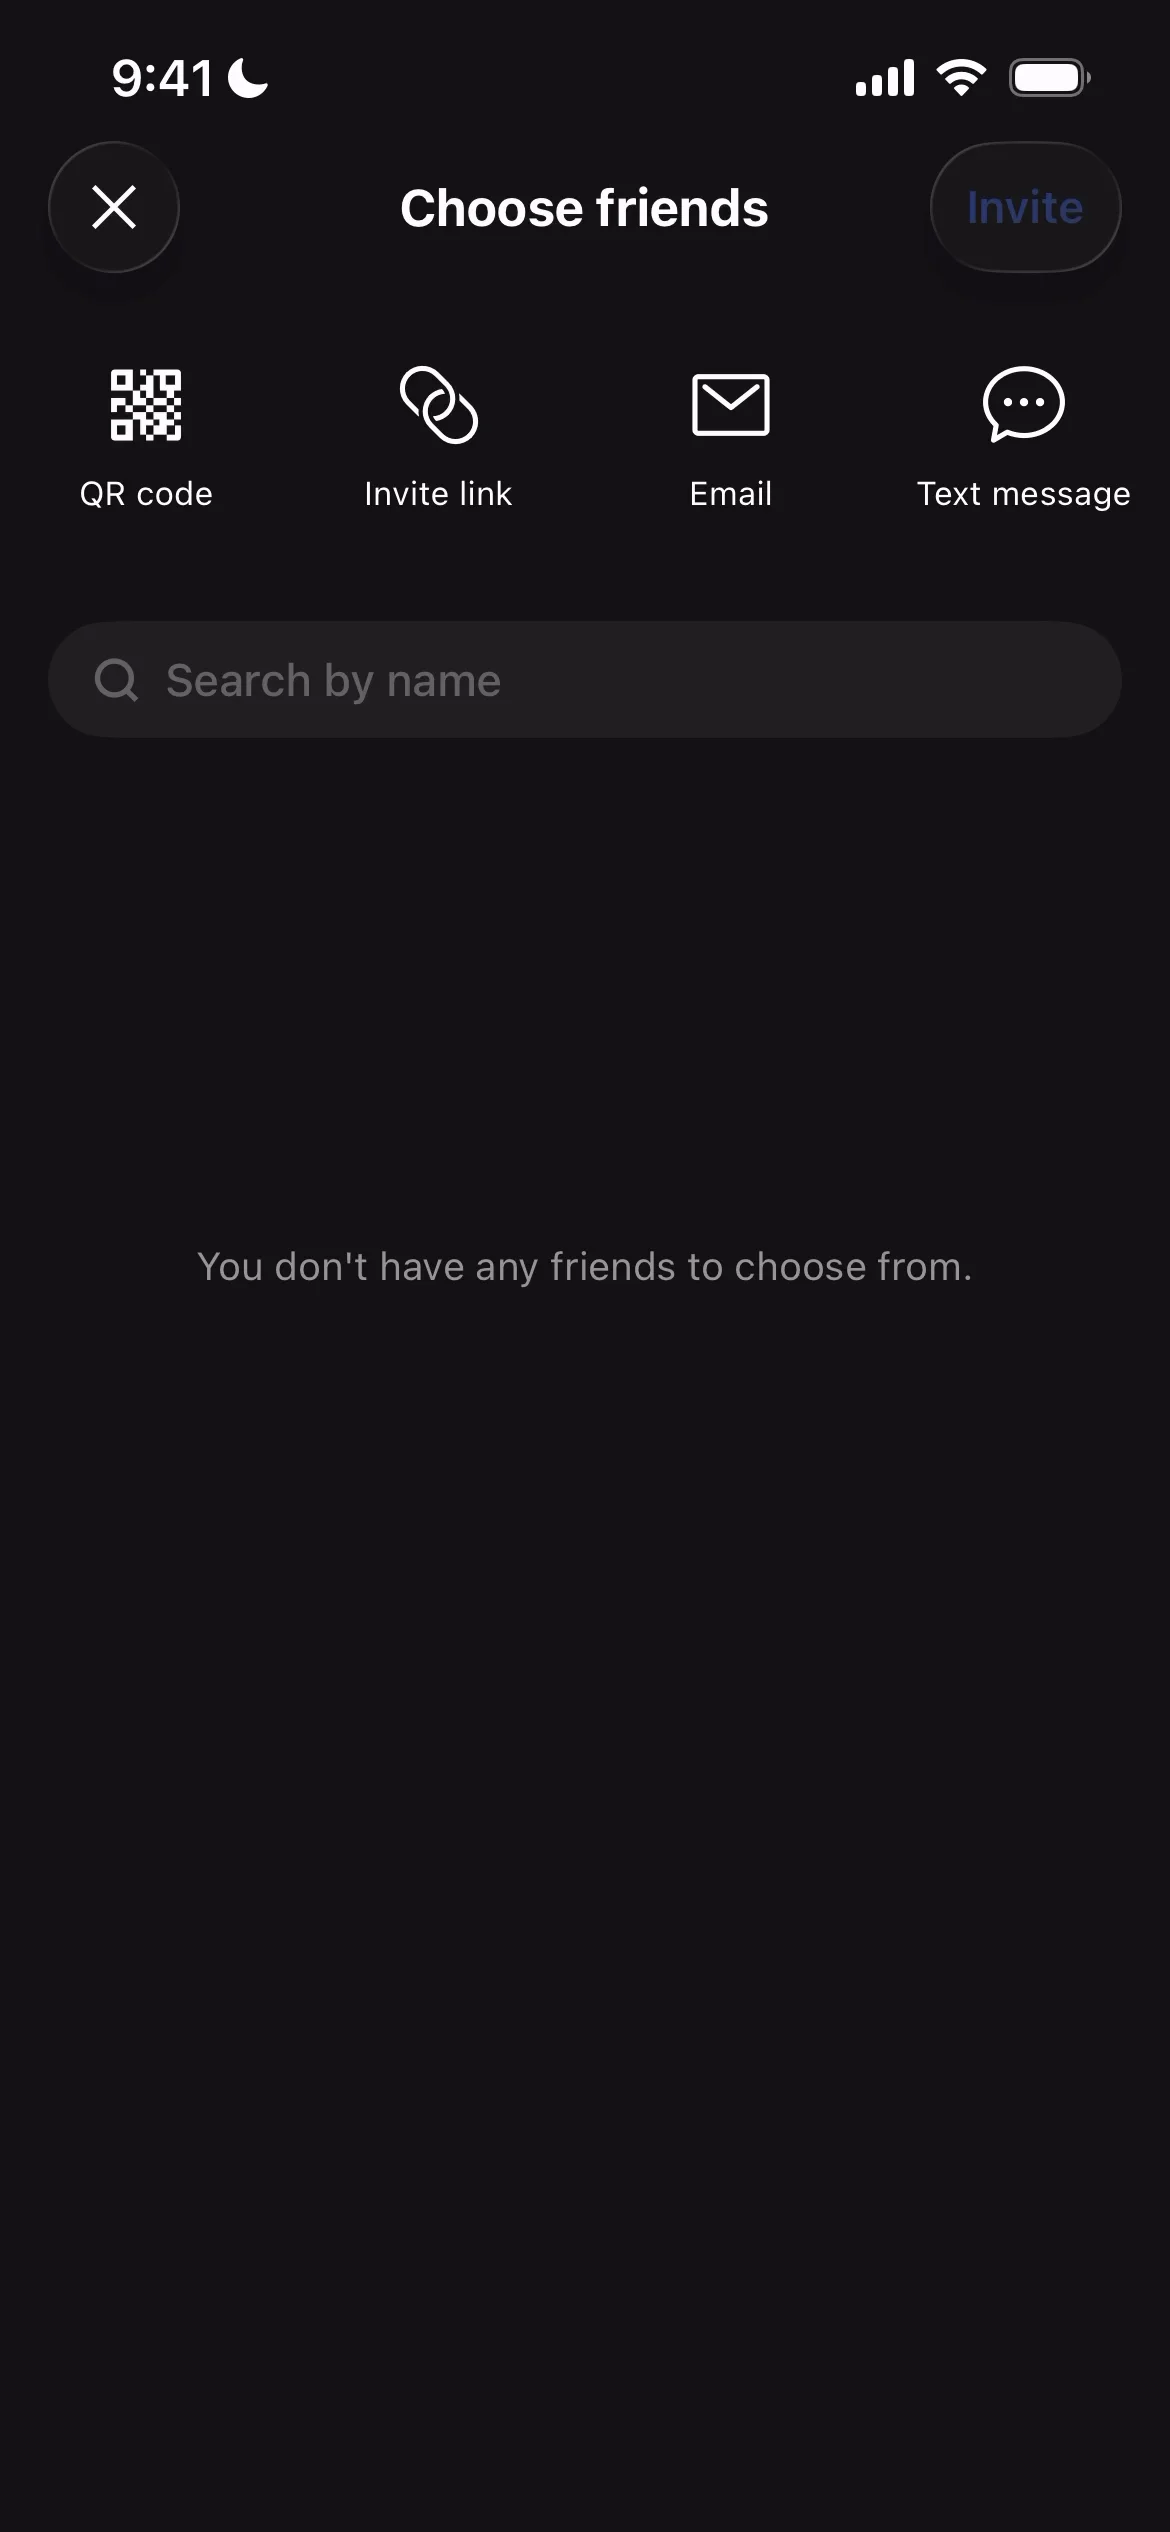 9:41
Choose friends
Invite
QR code
Invite link
Email
Text message
Search by name
You don't have any friends to choose from.